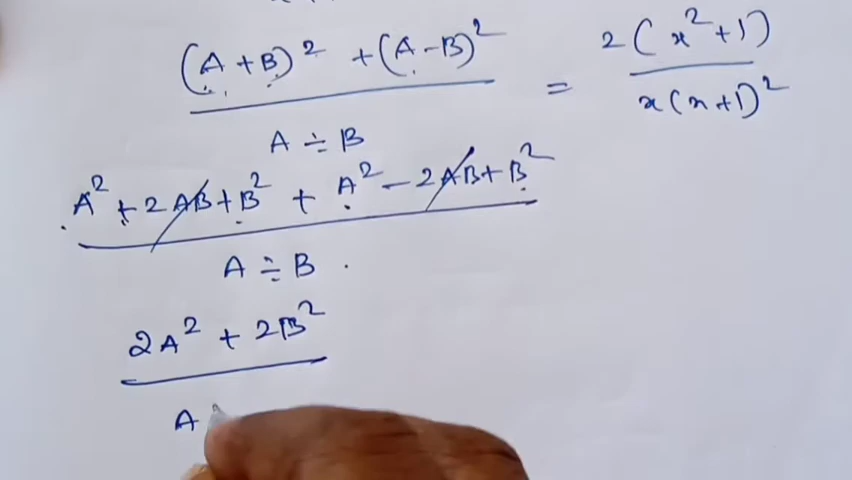 (A + B)² + (A - B)² = 2(x² + 1)
A ÷ B x(x+1)²
A² + 2AB + B² + A² - 2AB + B²
A ÷ B .
2A² + 2B²
A